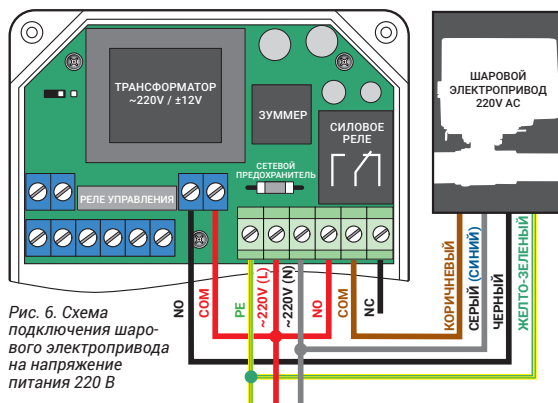 ТРАНСФОРМАТОР
~220V / ±12V
ЗУММЕР
СИЛОВОЕ
РЕЛЕ
СЕТЕВОЙ
ПРЕДОХРАНИТЕЛЬ
РЕЛЕ УПРАВЛЕНИЯ
ШАРОВОЙ
ЭЛЕКТРОПРИВОД
220V AC
NO
COM
PE
~220V (L)
~220V (N)
NO
COM
NC
КОРИЧНЕВЫЙ
СЕРЫЙ (СИНИЙ)
ЧЕРНЫЙ
ЖЕЛТО-ЗЕЛЕНЫЙ
Рис. 6. Схема
подключения шаро-
вого электропривода
на напряжение
питания 220 В